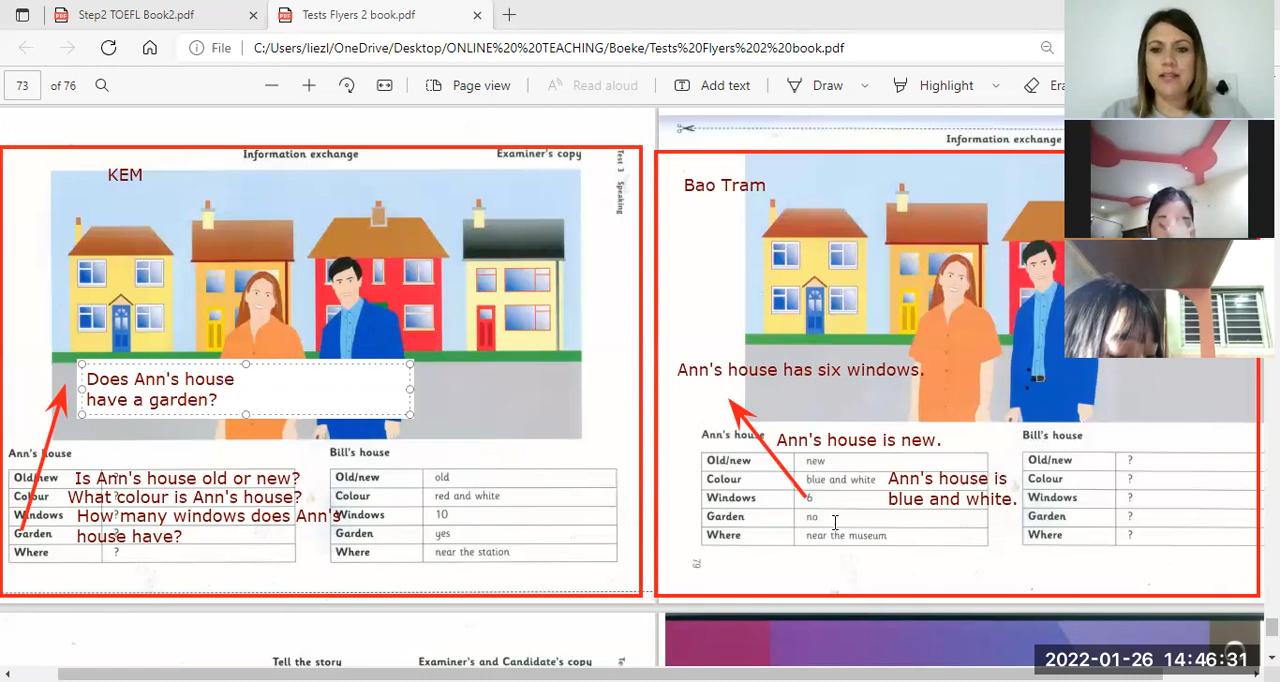 Step2 TOEFL Book2.pdf
Tests Flyers 2 book.pdf
File
C:/Users/liezl/OneDrive/Desktop/ONLINE%20%20TEACHING/Boeke/Tests%20Flyers%202%20book.pdf
73 of 76
Page view
Read aloud
Add text
Draw
Highlight
Information exchange
Examiner's copy
Test 3 Speaking
KEM
Does Ann's house
have a garden?
Ann's house
Old/new ?
Colour ?
Windows ?
Garden ?
Where ?
Is Ann's house old or new?
What colour is Ann's house?
How many windows does Ann's
house have?
Bill's house
Old/new old
Colour red and white
Windows 10
Garden yes
Where near the station
Information exchange
Bao Tram
Ann's house has six windows.
Ann's house
Ann's house is new.
Old/new new
Colour blue and white
Windows 6
Garden no
Where near the museum
Ann's house is
blue and white.
Bill's house
Old/new ?
Colour ?
Windows ?
Garden ?
Where ?
79
Tell the story
Examiner's and Candidate's copy
2022-01-26 14:46:31